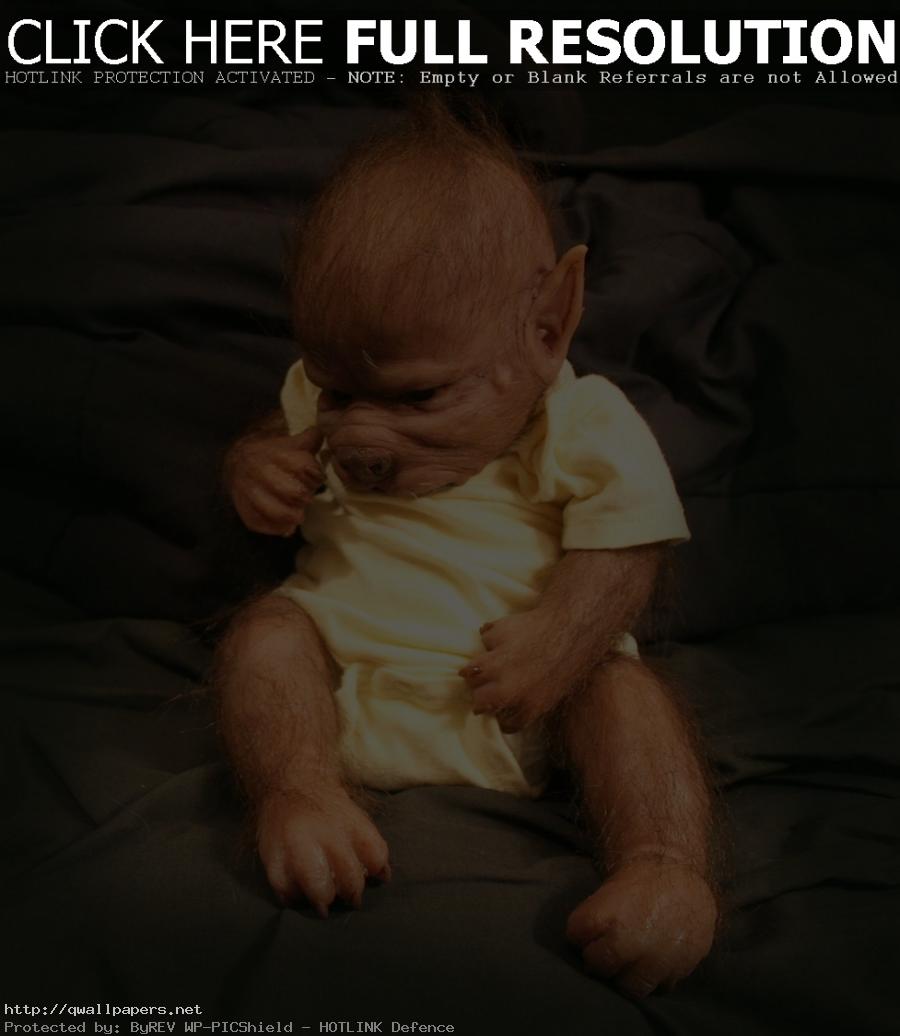 CLICK HERE FULL RESOLUTION
HOTLINK PROTECTION ACTIVATED - NOTE: Empty or Blank Referrals are not Allowed
http://qwallpapers.net
Protected by: ByREV WP-PICShield - HOTLINK Defence